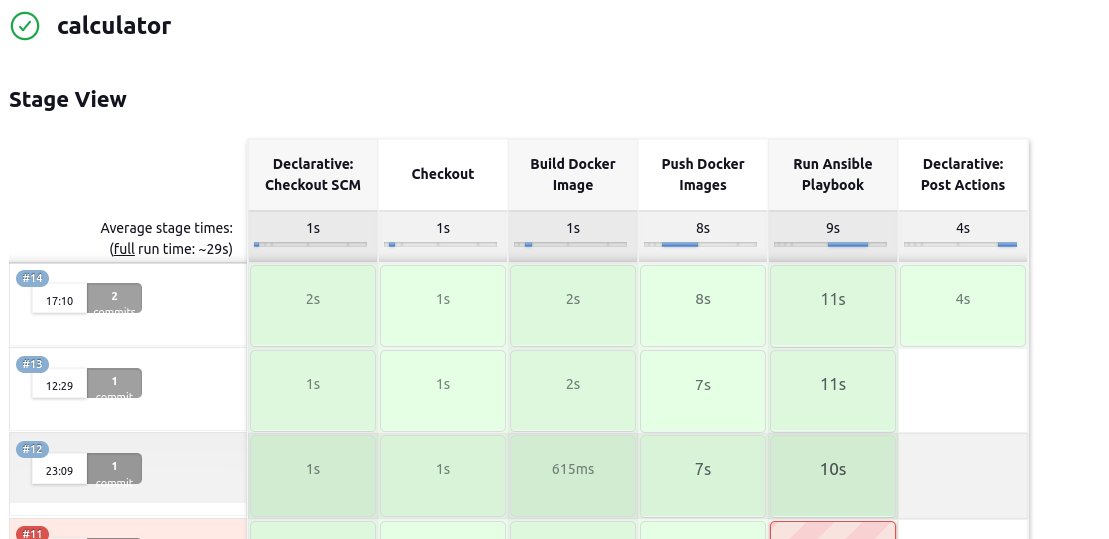 calculator
Stage View
Declarative: Checkout SCM
Checkout
Build Docker Image
Push Docker Images
Run Ansible Playbook
Declarative: Post Actions
Average stage times:
(full run time: ~29s)
1s
1s
1s
8s
9s
4s
#14
17:10
2
commits
2s
1s
2s
8s
11s
4s
#13
12:29
1
commit
1s
1s
2s
7s
11s
#12
23:09
1
commit
1s
1s
615ms
7s
10s
#11